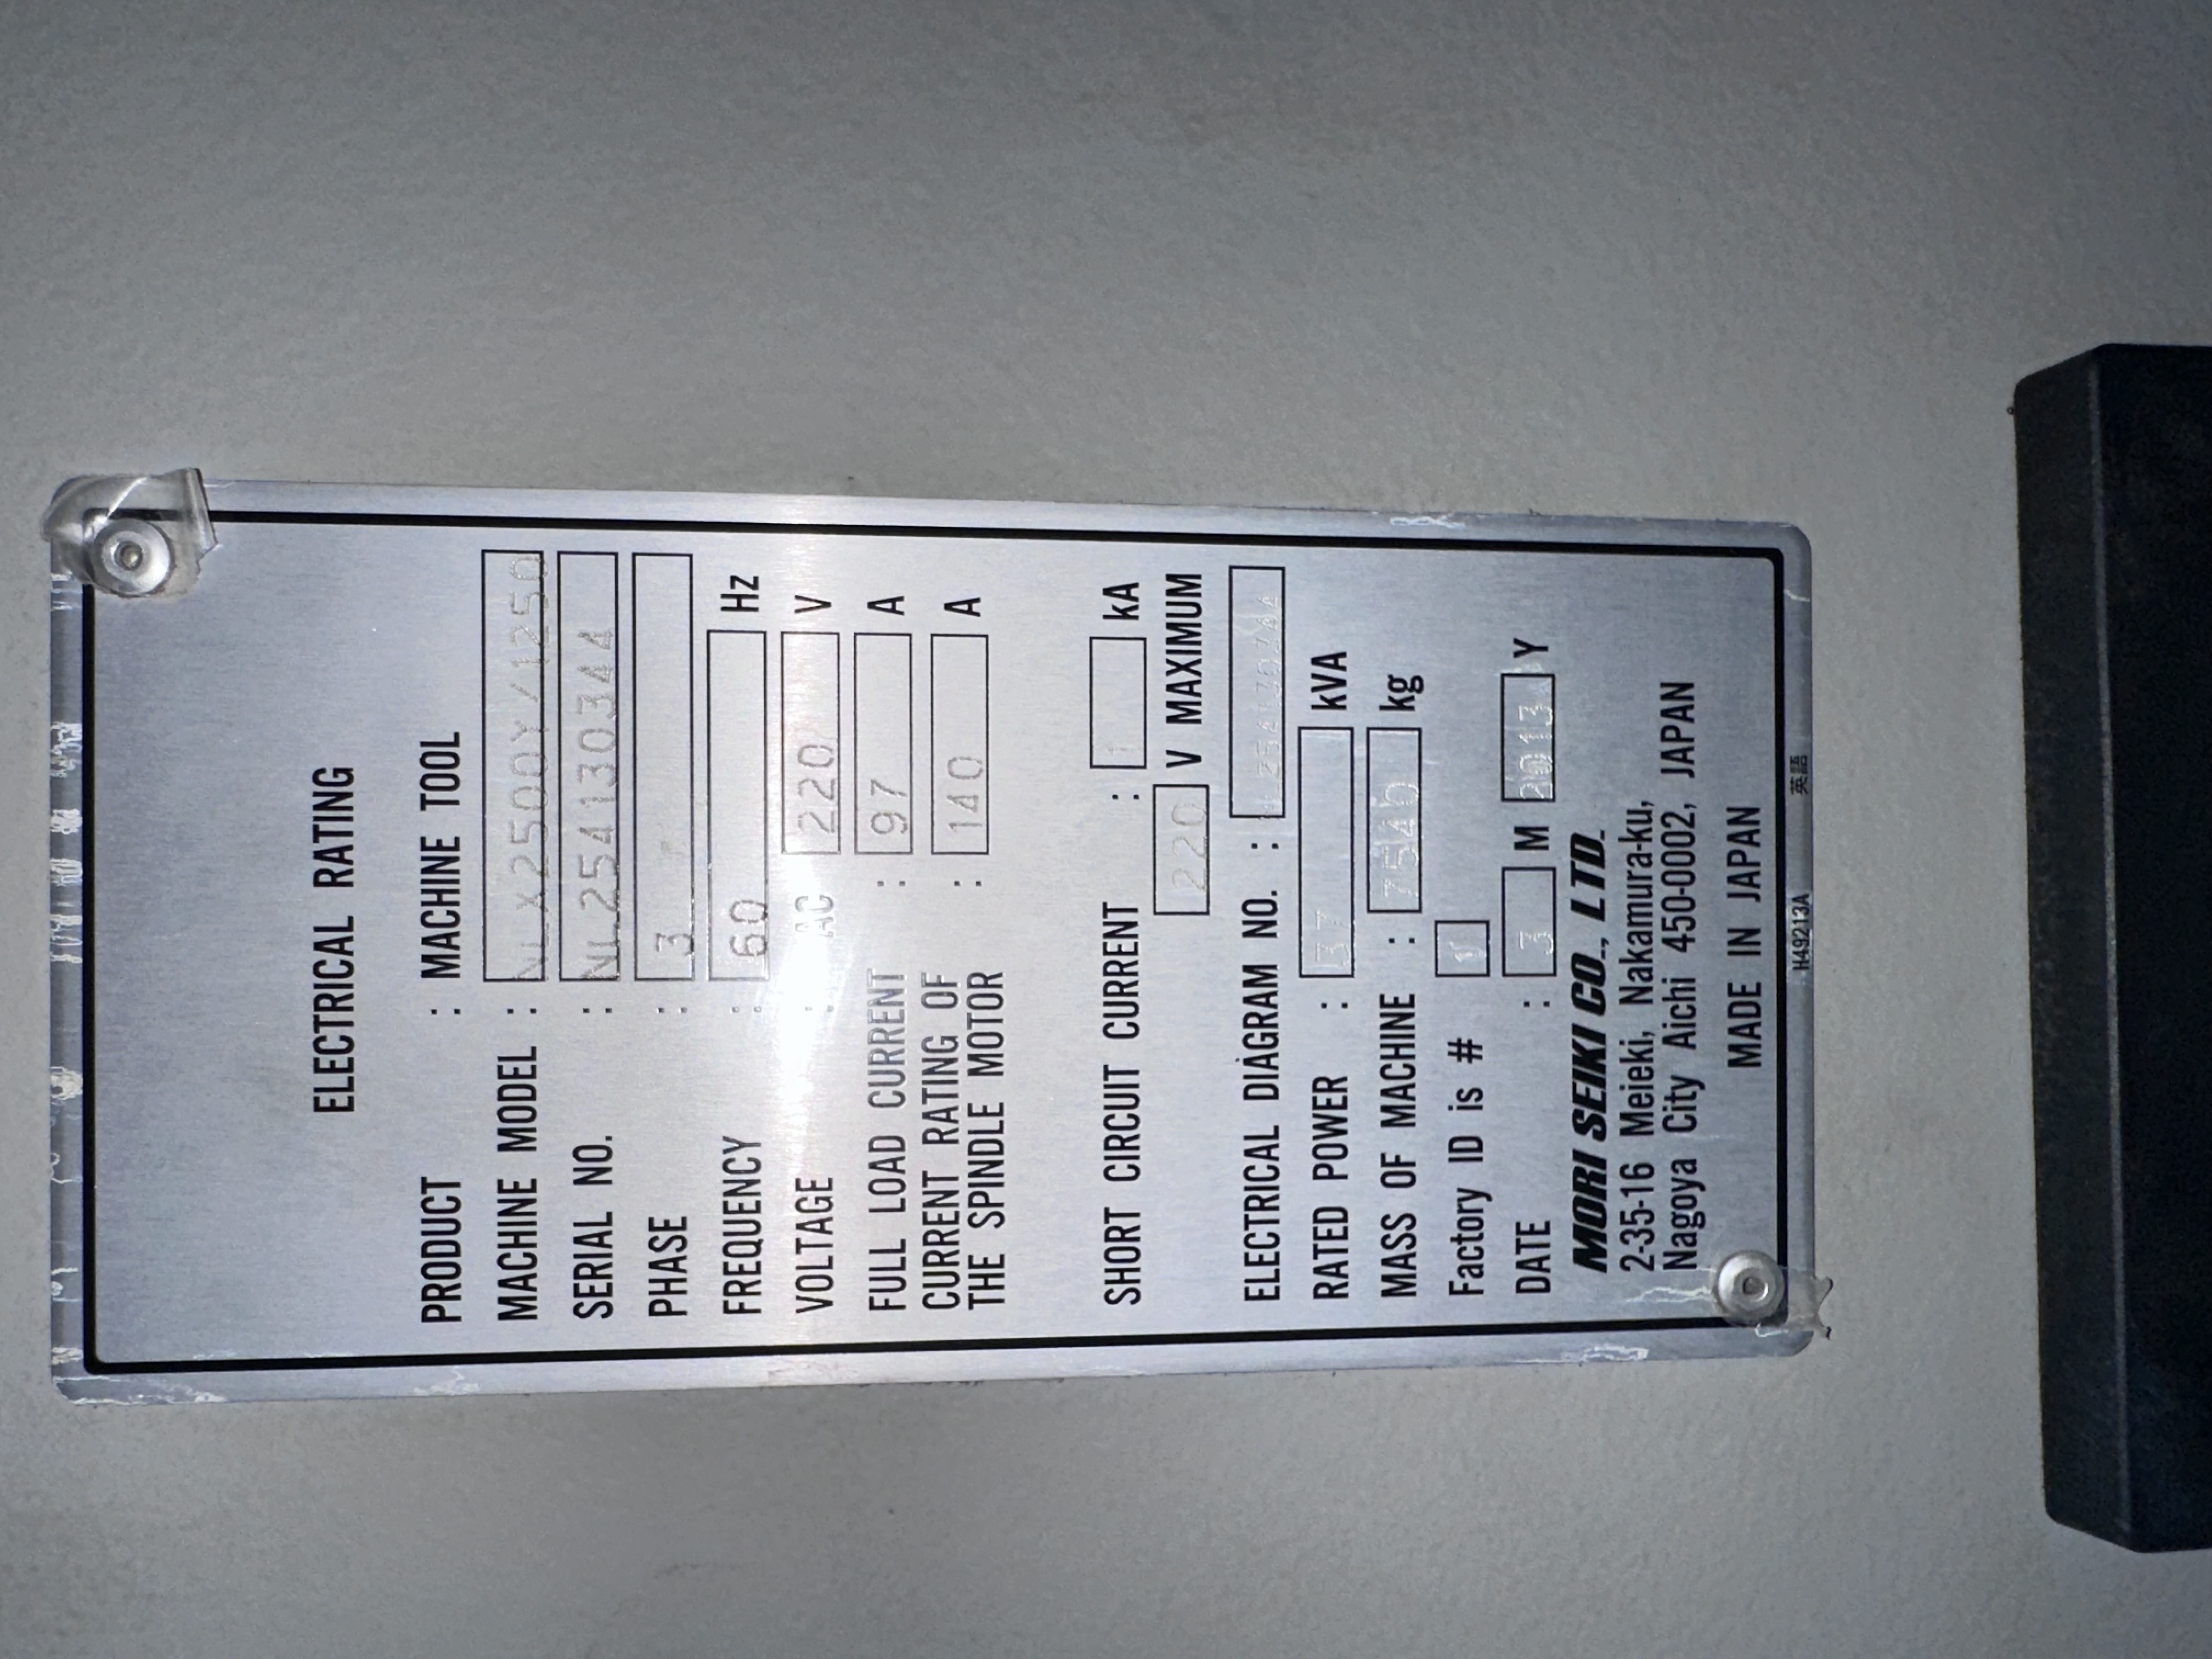 ELECTRICAL RATING
PRODUCT : MACHINE TOOL
MACHINE MODEL : NLX2500Y/1250
SERIAL NO. : NL254130344
PHASE : 3
FREQUENCY : 60 Hz
VOLTAGE : AC 220 V
FULL LOAD CURRENT : 97 A
CURRENT RATING OF
THE SPINDLE MOTOR : 140 A
SHORT CIRCUIT CURRENT : kA
220 V MAXIMUM
ELECTRICAL DIAGRAM NO. :
RATED POWER : 37 kVA
MASS OF MACHINE : kg
Factory ID is #
DATE : 3 M 2013 Y
MORI SEIKI CO., LTD.
2-35-16 Meieki, Nakamura-ku,
Nagoya City Aichi 450-0002, JAPAN
MADE IN JAPAN
H49213A 英語